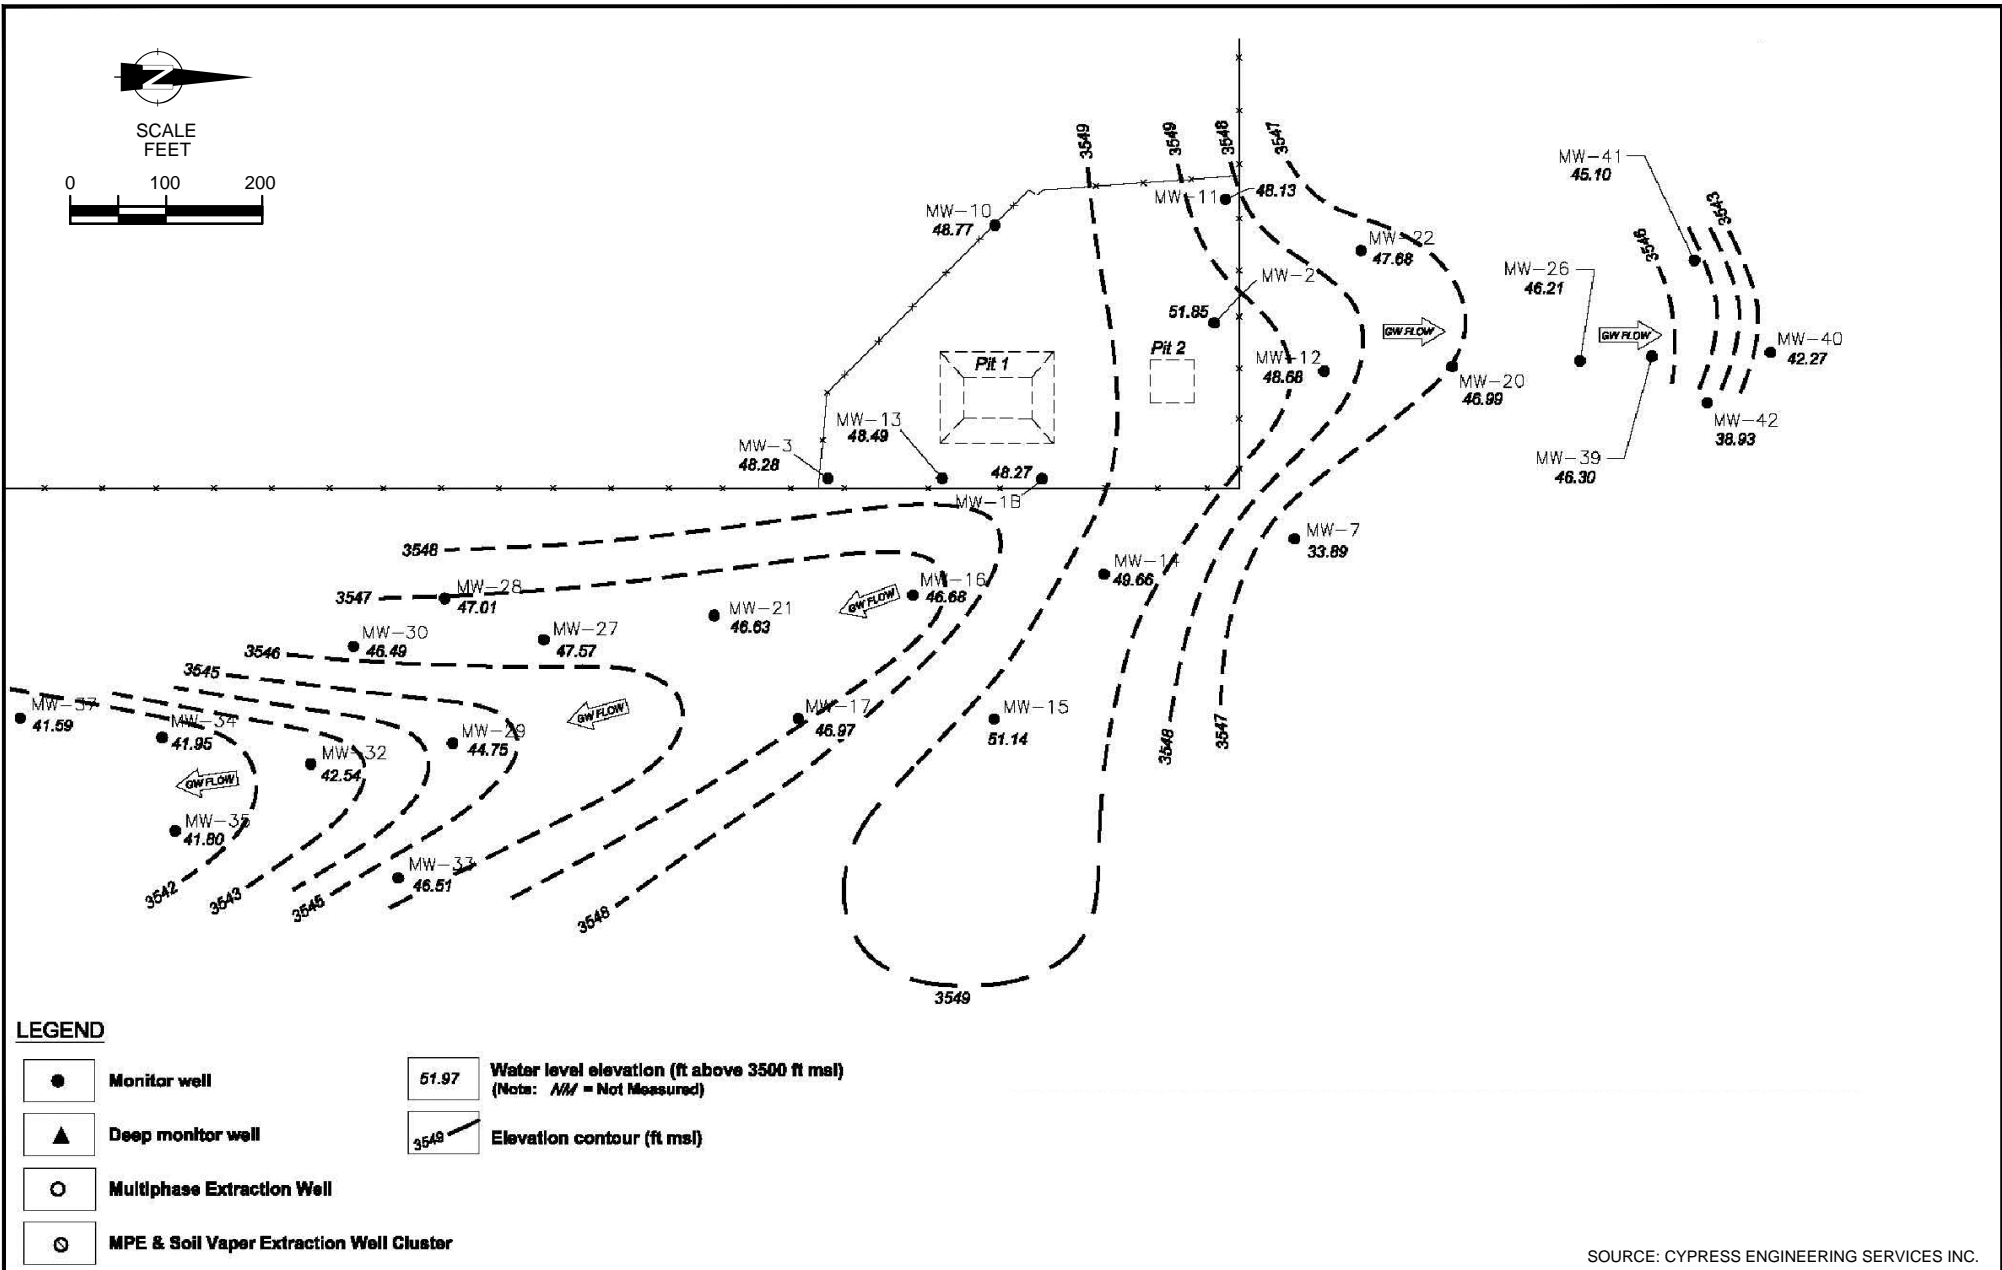 SCALE
FEET
0 100 200
3549
3549
3548
3547
MW-11 48.13
MW-10
48.77
MW-22
47.68
MW-2
51.85
MW-41
45.10
3543
3546
MW-26
46.21
GW FLOW
GW FLOW
MW-40
42.27
Pit 1
Pit 2
MW-12
48.68
MW-20
46.99
MW-42
38.93
MW-39
46.30
MW-13
48.49
MW-3
48.28
48.27
MW-1B
3548
MW-7
33.89
MW-14
49.66
3547
MW-28
47.01
MW-16
46.68
GW FLOW
MW-21
46.63
MW-30
46.49
MW-27
47.57
3546
3545
GW FLOW
MW-37
41.59
MW-34
41.95
MW-29
44.75
MW-17
46.97
MW-15
51.14
3548
3547
MW-32
42.54
GW FLOW
MW-35
41.80
MW-33
46.51
3542
3543
3545
3548
3549
LEGEND
Monitor well
51.97
Water level elevation (ft above 3500 ft msl)
(Note: NM = Not Measured)
Deep monitor well
3549
Elevation contour (ft msl)
Multiphase Extraction Well
MPE & Soil Vaper Extraction Well Cluster
SOURCE: CYPRESS ENGINEERING SERVICES INC.